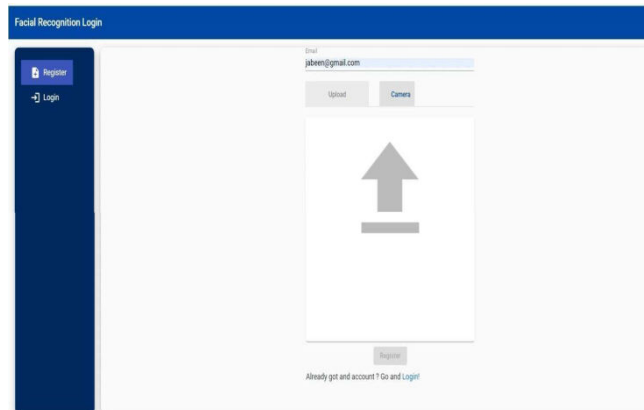 Facial Recognition Login
Register
Login
Email
jabeen@gmail.com
Upload Camera
Register
Already got and account ? Go and Login!